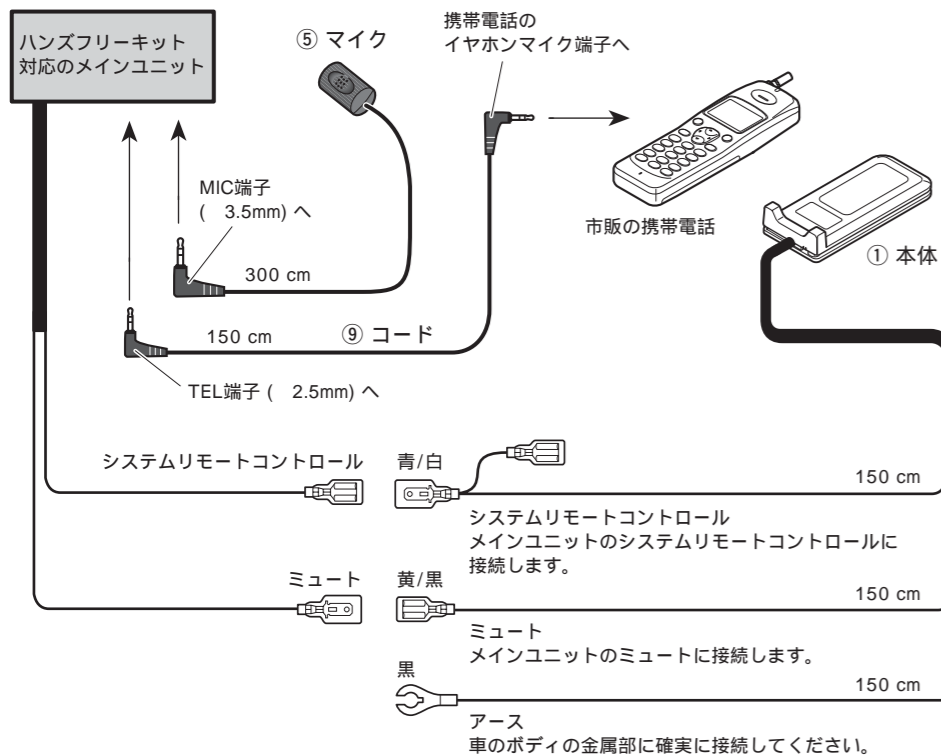 ハンズフリーキット
対応のメインユニット
⑤ マイク
携帯電話の
イヤホンマイク端子へ
MIC端子
( 3.5mm) へ
300 cm
市販の携帯電話
① 本体
150 cm
⑨ コード
TEL端子 ( 2.5mm) へ
システムリモートコントロール
青/白
150 cm
システムリモートコントロール
メインユニットのシステムリモートコントロールに
接続します。
ミュート
黄/黒
150 cm
ミュート
メインユニットのミュートに接続します。
黒
150 cm
アース
車のボディの金属部に確実に接続してください。